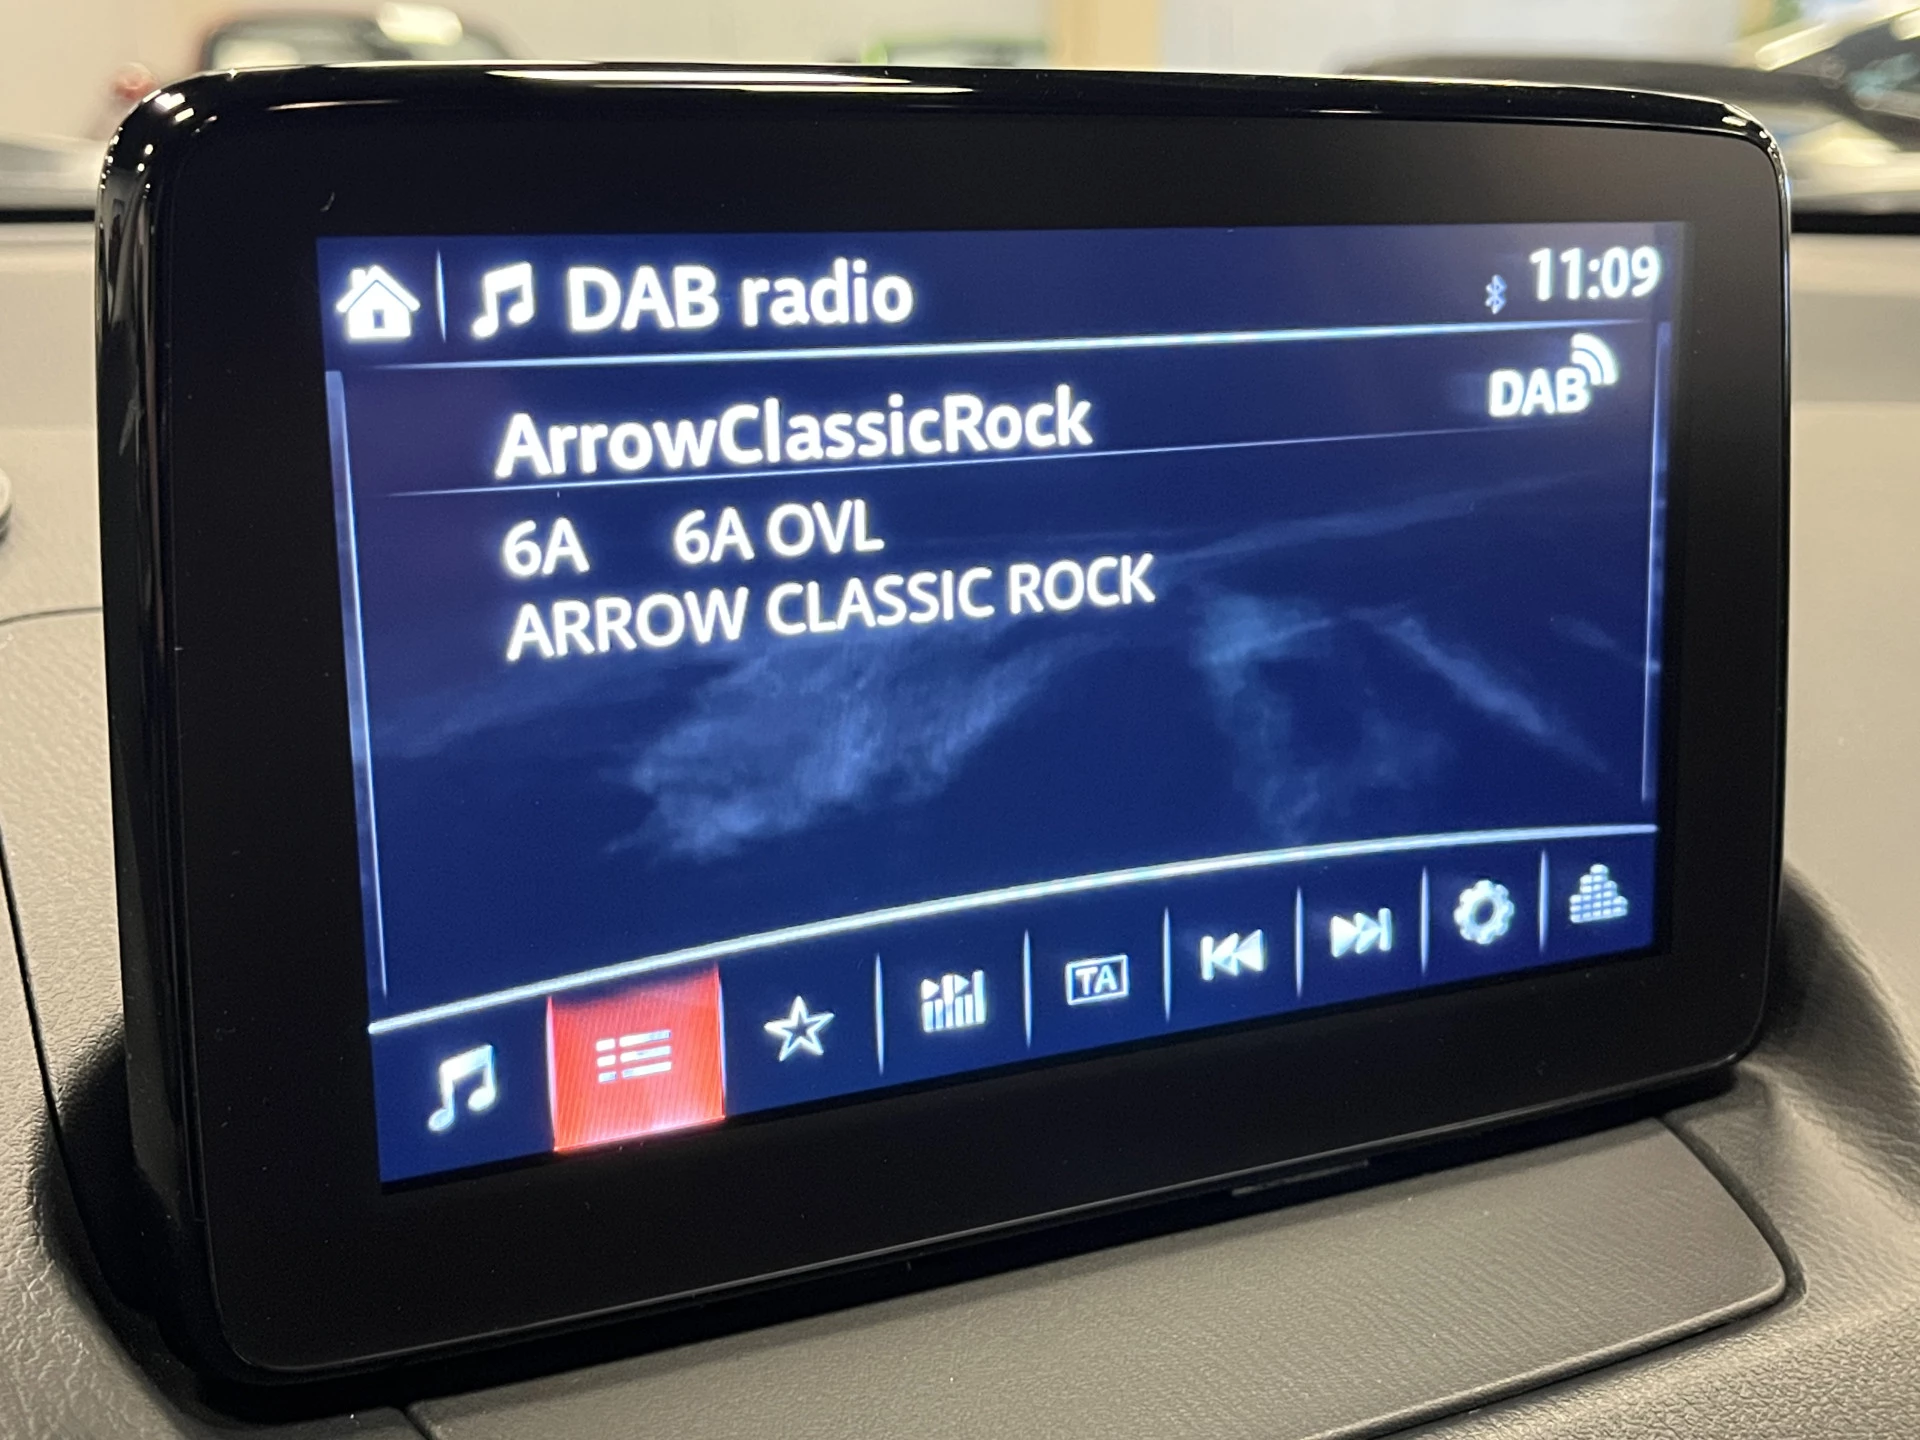 DAB radio
11:09
DAB
ArrowClassicRock
6A 6A OVL
ARROW CLASSIC ROCK
TA